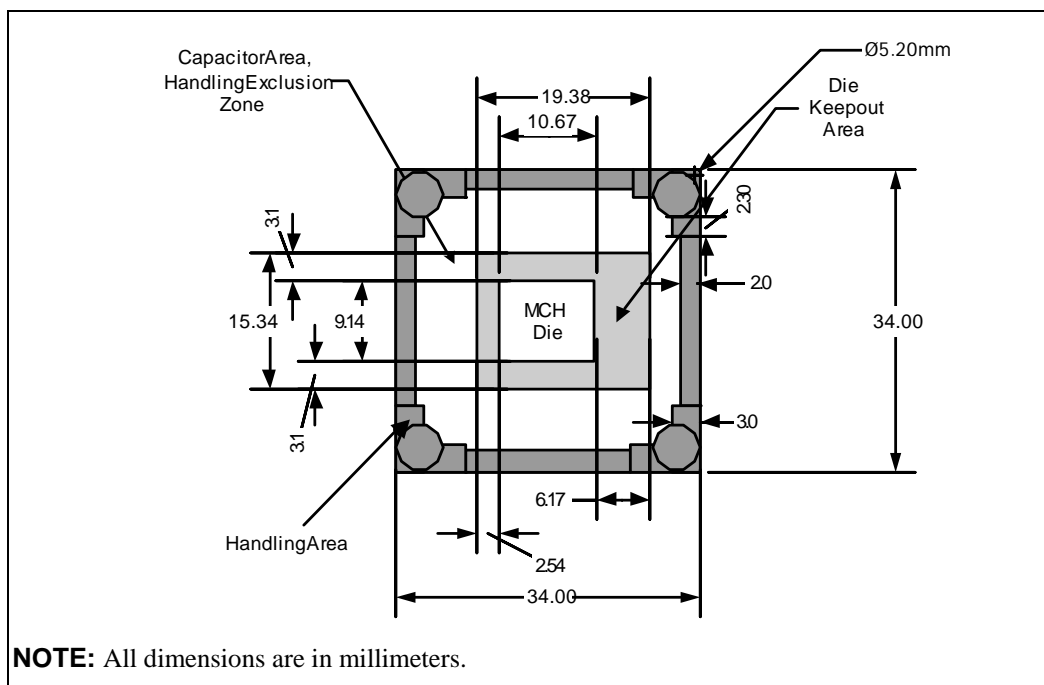 CapacitorArea,
HandlingExclusion
Zone
Ø5.20mm
Die
Keepout
Area
19.38
10.67
3.1
2.30
2.0
15.34
9.14
MCH
Die
34.00
3.1
3.0
6.17
HandlingArea
2.54
34.00
NOTE: All dimensions are in millimeters.